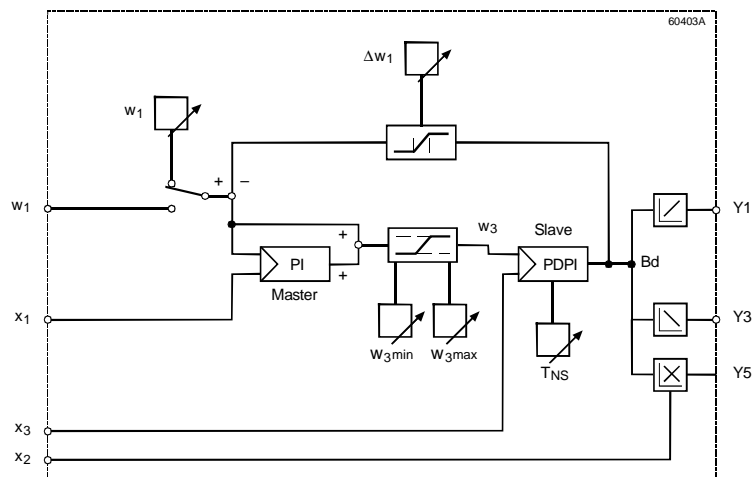 60403A
Δw1
w1
+ −
w1
w3
Slave
Y1
+
PI
PDPI
Bd
+
Master
x1
Y3
w3min
w3max
TNS
Y5
x3
x2